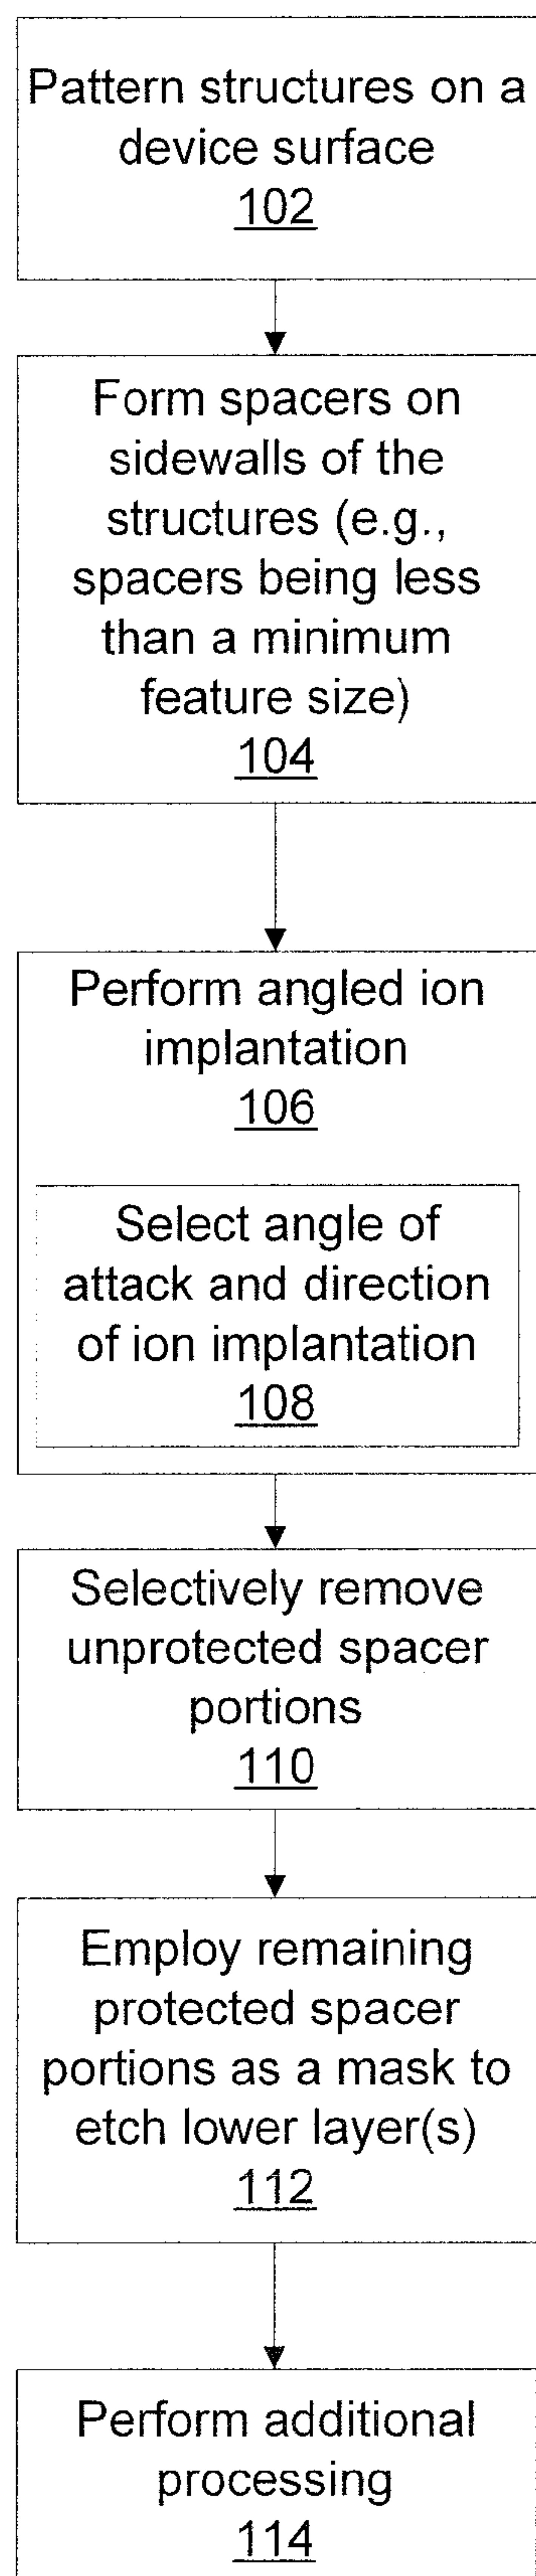 Pattern structures on a
device surface
102
Form spacers on
sidewalls of the
structures (e.g.,
spacers being less
than a minimum
feature size)
104
Perform angled ion
implantation
106
Select angle of
attack and direction
of ion implantation
108
Selectively remove
unprotected spacer
portions
110
Employ remaining
protected spacer
portions as a mask to
etch lower layer(s)
112
Perform additional
processing
114